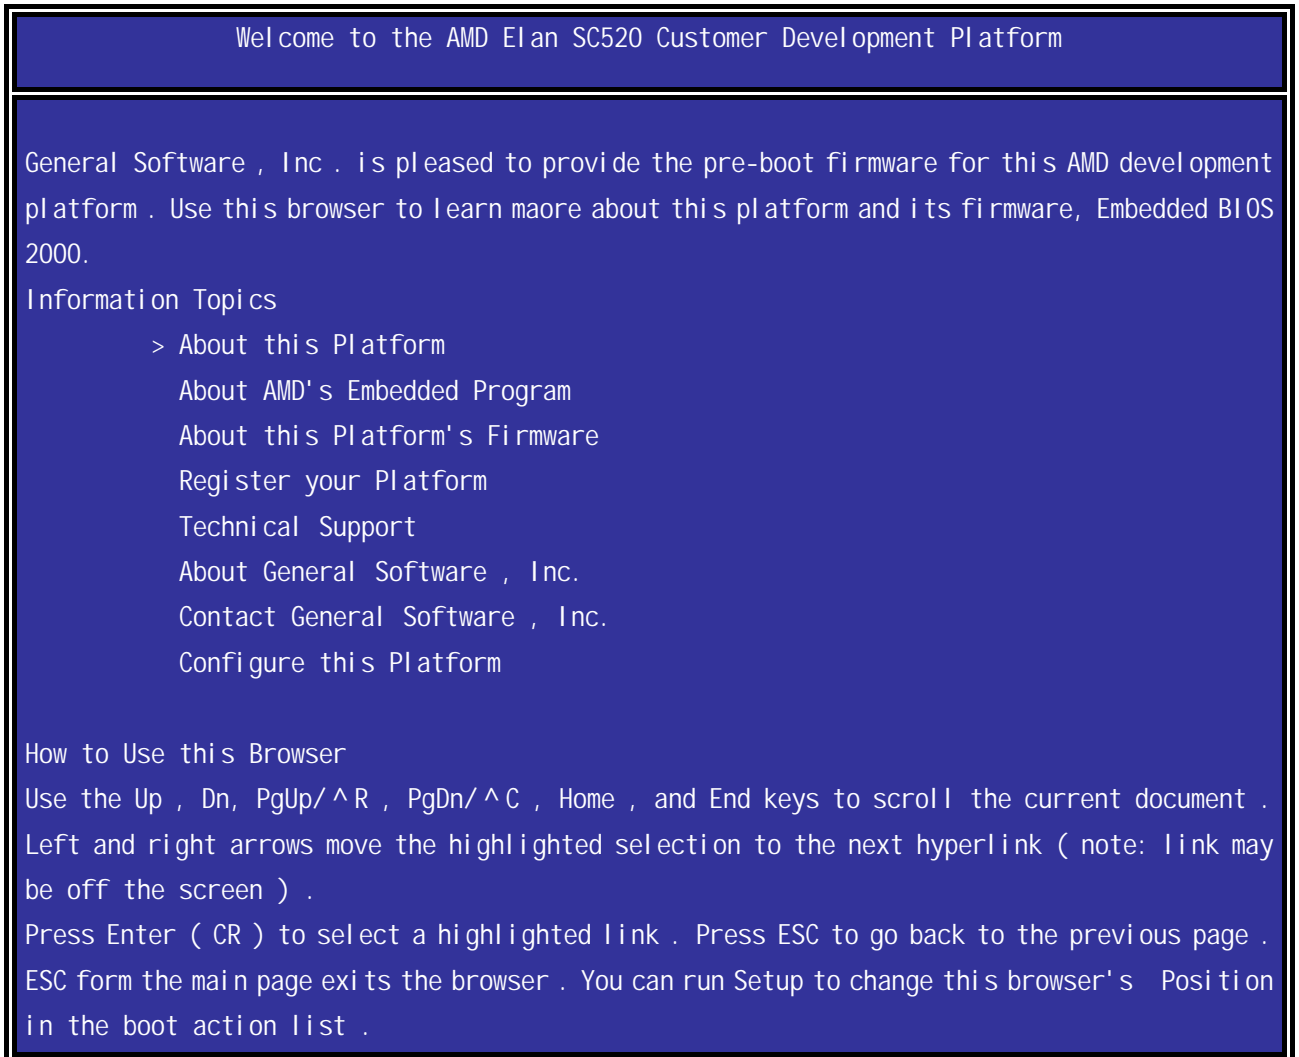 Welcome to the AMD Elan SC520 Customer Development Platform
General Software , Inc . is pleased to provide the pre-boot firmware for this AMD development
platform . Use this browser to learn maore about this platform and its firmware, Embedded BIOS
2000.
Information Topics
> About this Platform
About AMD's Embedded Program
About this Platform's Firmware
Register your Platform
Technical Support
About General Software , Inc.
Contact General Software , Inc.
Configure this Platform
How to Use this Browser
Use the Up , Dn, PgUp/ ^ R , PgDn/ ^ C , Home , and End keys to scroll the current document .
Left and right arrows move the highlighted selection to the next hyperlink ( note: link may
be off the screen ) .
Press Enter ( CR ) to select a highlighted link . Press ESC to go back to the previous page .
ESC form the main page exits the browser . You can run Setup to change this browser's Position
in the boot action list .